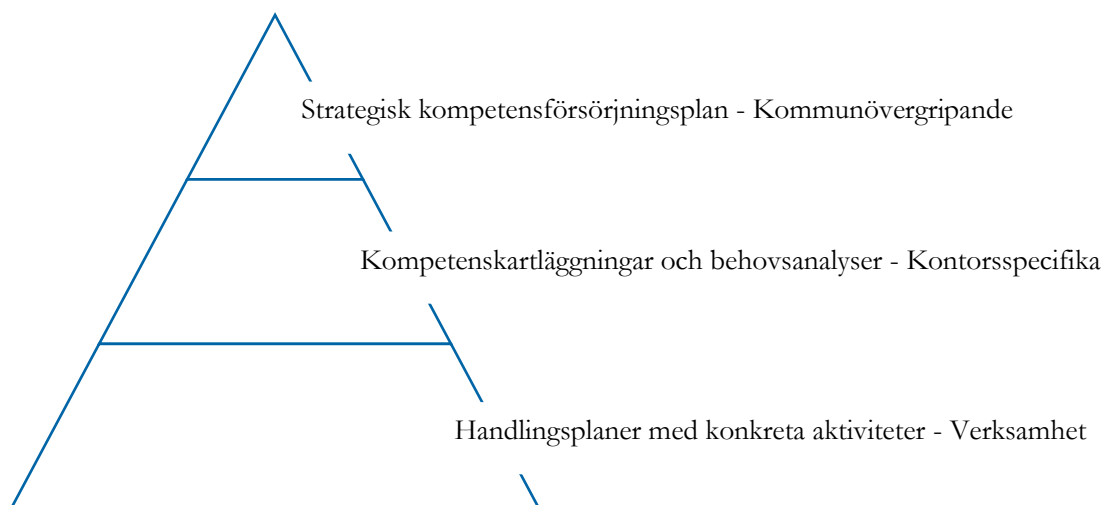 Strategisk kompetensförsörjningsplan - Kommunövergripande
Kompetenskartläggningar och behovsanalyser - Kontorsspecifika
Handlingsplaner med konkreta aktiviteter - Verksamhet